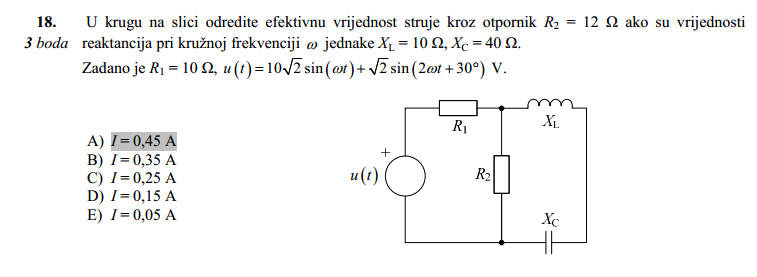 18. U krugu na slici odredite efektivnu vrijednost struje kroz otpornik R₂ = 12 Ω ako su vrijednosti
3 boda reaktancija pri kružnoj frekvenciji ω jednake X_L = 10 Ω, X_C = 40 Ω.
Zadano je R₁ = 10 Ω, u(t)=10√2 sin(ωt)+√2 sin(2ωt+30°) V.
A) I = 0,45 A
B) I = 0,35 A
C) I = 0,25 A
D) I = 0,15 A
E) I = 0,05 A
R₁
X_L
+
u(t)
R₂
X_C